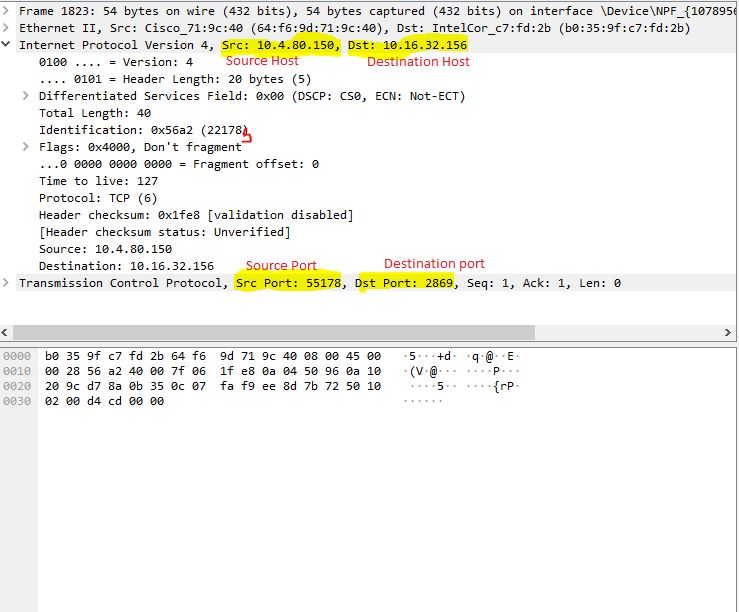 Frame 1823: 54 bytes on wire (432 bits), 54 bytes captured (432 bits) on interface \Device\NPF_{1078956
Ethernet II, Src: Cisco_71:9c:40 (64:f6:9d:71:9c:40), Dst: IntelCor_c7:fd:2b (b0:35:9f:c7:fd:2b)
Internet Protocol Version 4, Src: 10.4.80.150, Dst: 10.16.32.156
0100 .... = Version: 4 Source Host Destination Host
.... 0101 = Header Length: 20 bytes (5)
Differentiated Services Field: 0x00 (DSCP: CS0, ECN: Not-ECT)
Total Length: 40
Identification: 0x56a2 (22178)
Flags: 0x4000, Don't fragment
...0 0000 0000 0000 = Fragment offset: 0
Time to live: 127
Protocol: TCP (6)
Header checksum: 0x1fe8 [validation disabled]
[Header checksum status: Unverified]
Source: 10.4.80.150
Destination: 10.16.32.156 Source Port Destination port
Transmission Control Protocol, Src Port: 55178, Dst Port: 2869, Seq: 1, Ack: 1, Len: 0
0000 b0 35 9f c7 fd 2b 64 f6 9d 71 9c 40 08 00 45 00 ·5···+d· ·q·@··E·
0010 00 28 56 a2 40 00 7f 06 1f e8 0a 04 50 96 0a 10 ·(V·@··· ····P···
0020 20 9c d7 8a 0b 35 0c 07 fa f9 ee 8d 7b 72 50 10 ····5·· ····{rP·
0030 02 00 d4 cd 00 00 ······